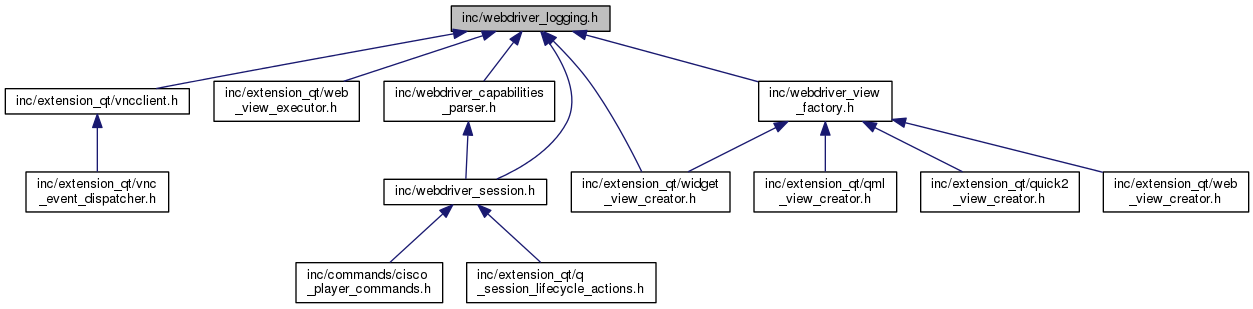 inc/webdriver_logging.h
inc/extension_qt/vncclient.h
inc/extension_qt/web
_view_executor.h
inc/webdriver_capabilities
_parser.h
inc/webdriver_view
_factory.h
inc/extension_qt/vnc
_event_dispatcher.h
inc/webdriver_session.h
inc/extension_qt/widget
_view_creator.h
inc/extension_qt/qml
_view_creator.h
inc/extension_qt/quick2
_view_creator.h
inc/extension_qt/web
_view_creator.h
inc/commands/cisco
_player_commands.h
inc/extension_qt/q
_session_lifecycle_actions.h